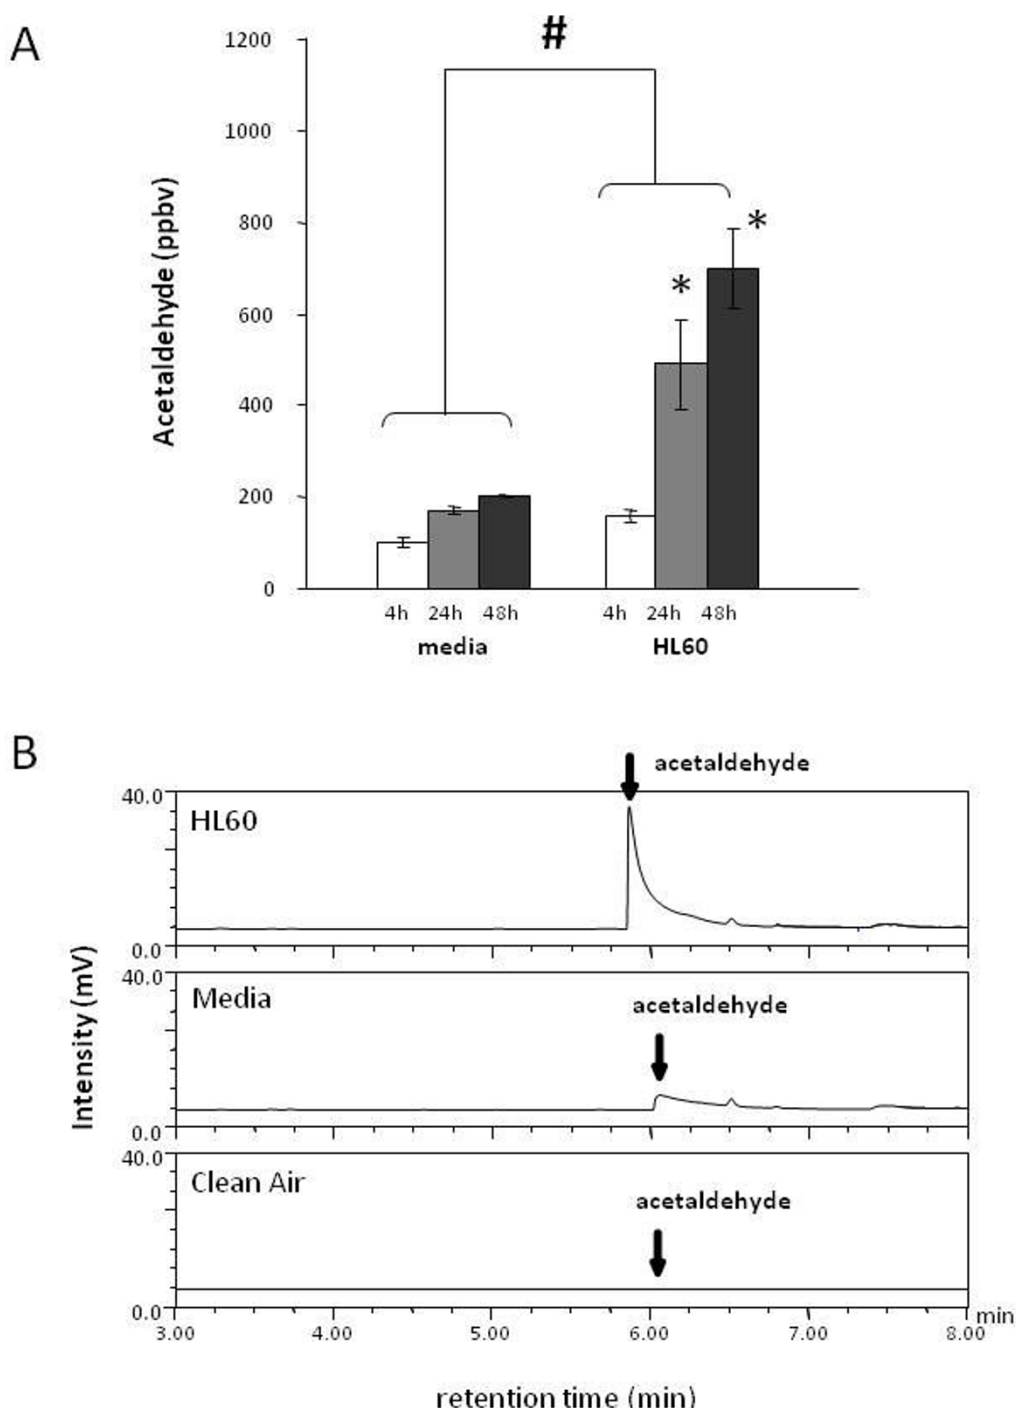 A
#
1200
1000
800
600
400
200
0
Acetaldehyde (ppbv)
*
*
4h 24h 48h 4h 24h 48h
media HL60
B
acetaldehyde
40.0
HL60
0.0
40.0
Media
acetaldehyde
0.0
40.0
Clean Air
acetaldehyde
0.0
Intensity (mV)
3.00 4.00 5.00 6.00 7.00 8.00
min
retention time (min)